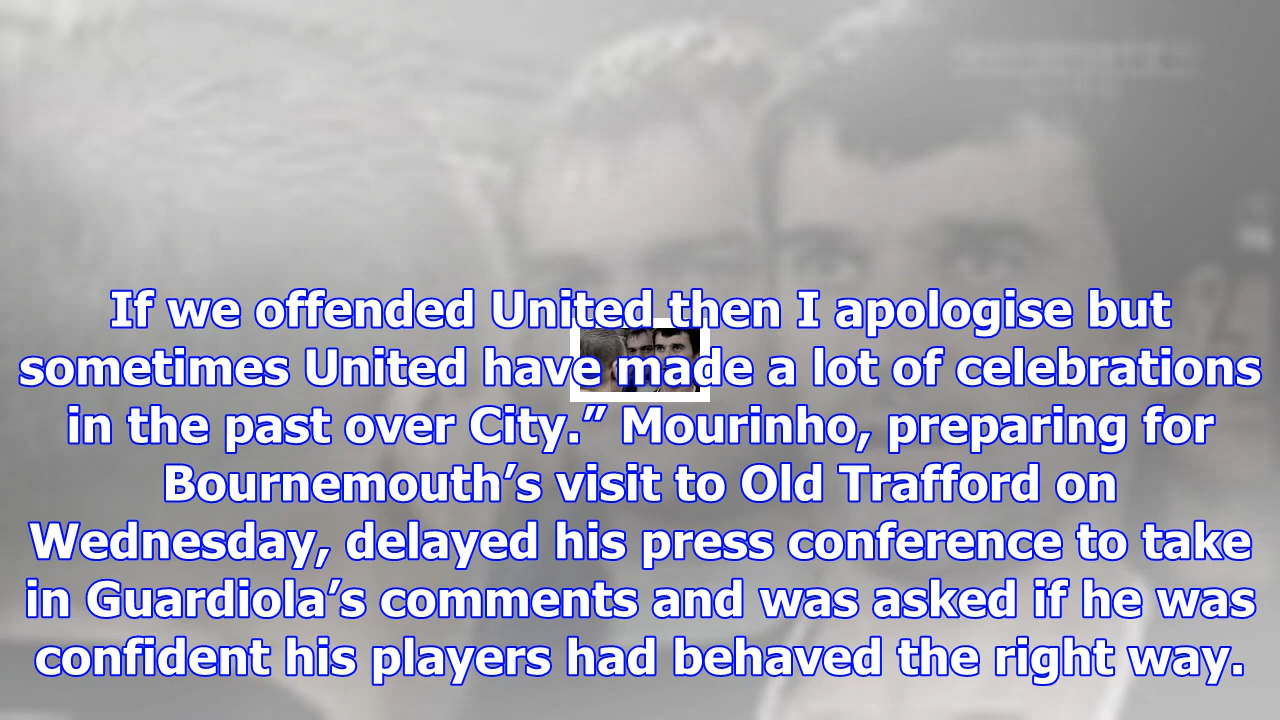 If we offended United then I apologise but
sometimes United have made a lot of celebrations
in the past over City.” Mourinho, preparing for
Bournemouth’s visit to Old Trafford on
Wednesday, delayed his press conference to take
in Guardiola’s comments and was asked if he was
confident his players had behaved the right way.